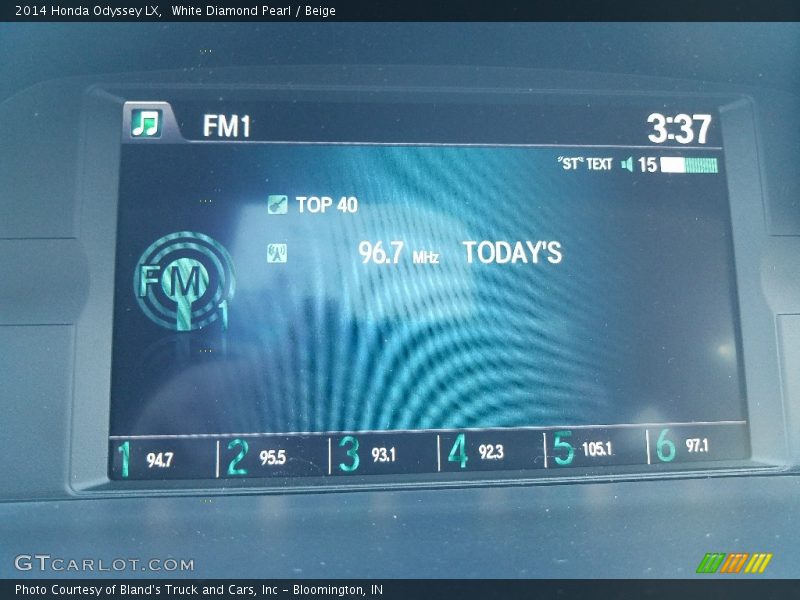 2014 Honda Odyssey LX,  White Diamond Pearl / Beige
FM1
3:37
"ST" TEXT 15
TOP 40
96.7 MHz TODAY'S
FM 1
1 94.7 2 95.5 3 93.1 4 92.3 5 105.1 6 97.1
GTCARLOT.COM
Photo Courtesy of Bland's Truck and Cars, Inc - Bloomington, IN